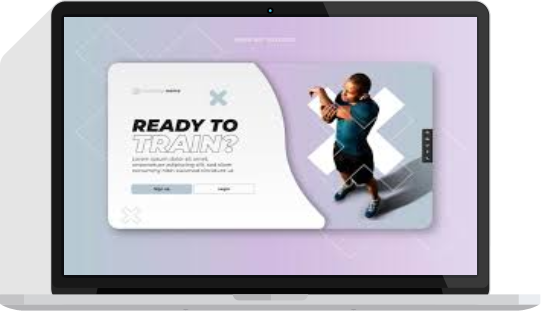 READY TO
TRAIN?
Lorem ipsum dolor sit amet,
consectetuer adipiscing elit, sed diam
nonummy nibh euismod tincidunt ut
Sign up
Login